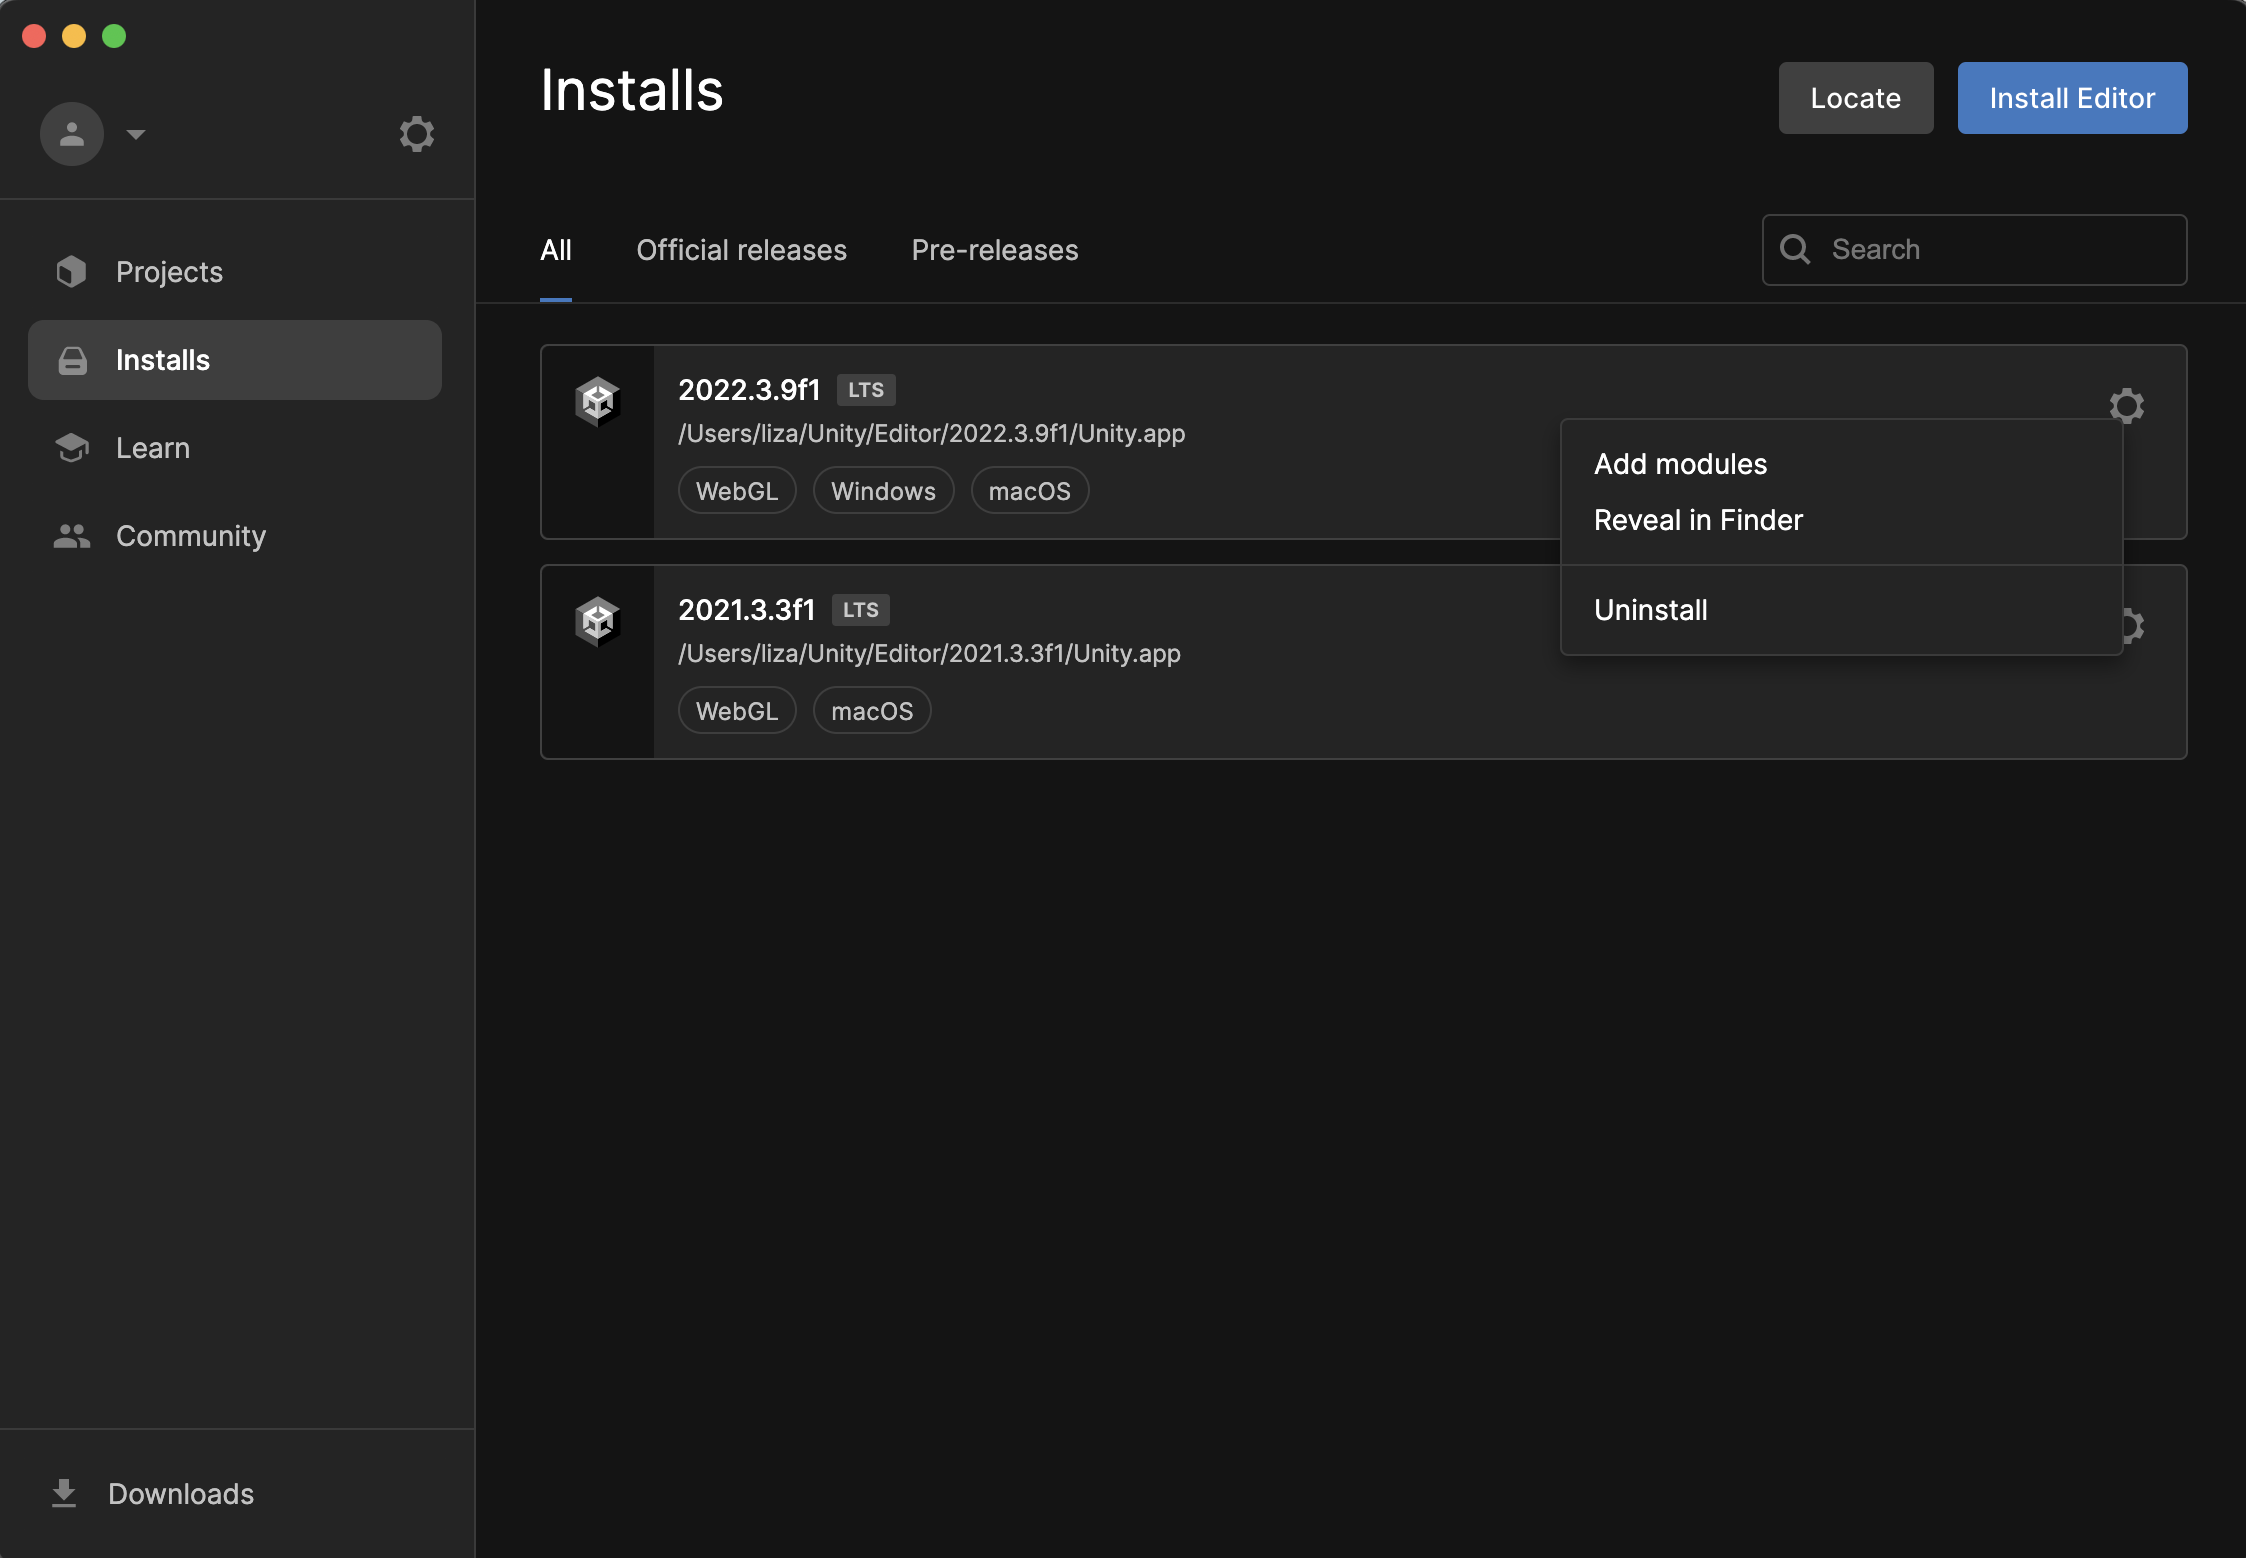 Projects
Installs
Learn
Community
Downloads
Installs
Locate
Install Editor
All
Official releases
Pre-releases
Search
2022.3.9f1 LTS
/Users/liza/Unity/Editor/2022.3.9f1/Unity.app
WebGL
Windows
macOS
Add modules
Reveal in Finder
Uninstall
2021.3.3f1 LTS
/Users/liza/Unity/Editor/2021.3.3f1/Unity.app
WebGL
macOS